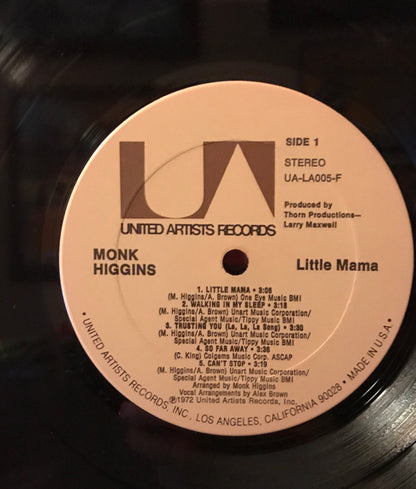 SIDE 1
STEREO
UA-LA005-F
Produced by
Thorn Productions—
Larry Maxwell
UA
UNITED ARTISTS RECORDS
MONK
HIGGINS
Little Mama
1. LITTLE MAMA • 3:05
(M. Higgins/A. Brown) One Eye Music BMI
2. WALKING IN MY SLEEP • 3:18
(M. Higgins/A. Brown) Unart Music Corporation/
Special Agent Music/Tippy Music BMI
3. TRUSTING YOU (La, La, La Song) • 3:30
(M. Higgins/A. Brown) Unart Music Corporation/
Special Agent Music/Tippy Music BMI
4. SO FAR AWAY • 3:38
(C. King) Colgems Music Corp. ASCAP
5. CAN'T STOP • 3:19
(M. Higgins/A. Brown) Unart Music Corporation/
Special Agent Music/Tippy Music BMI
Arranged by Monk Higgins
Vocal Arrangements by Alex Brown
℗1972 United Artists Records, Inc.
• UNITED ARTISTS RECORDS, INC., LOS ANGELES, CALIFORNIA 90028 • MADE IN U.S.A •